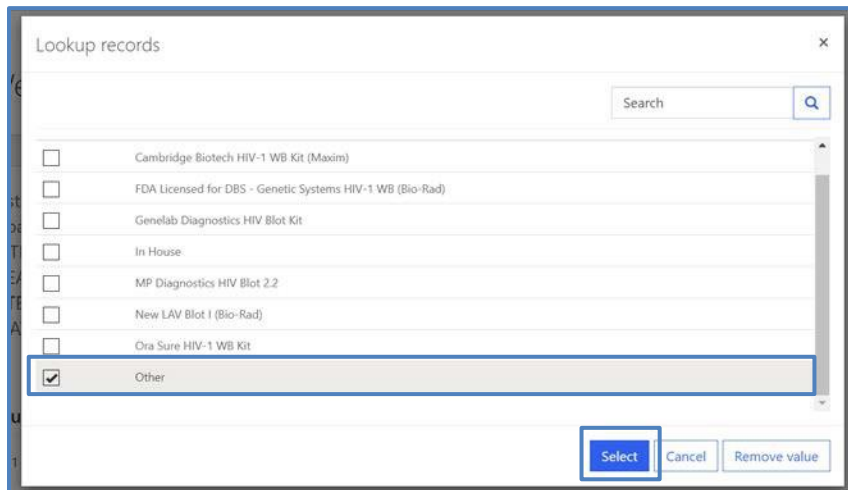 Lookup records
×
Search
Cambridge Biotech HIV-1 WB Kit (Maxim)
FDA Licensed for DBS - Genetic Systems HIV-1 WB (Bio-Rad)
Genelab Diagnostics HIV Blot Kit
In House
MP Diagnostics HIV Blot 2.2
New LAV Blot I (Bio-Rad)
Ora Sure HIV-1 WB Kit
Other
Select Cancel Remove value